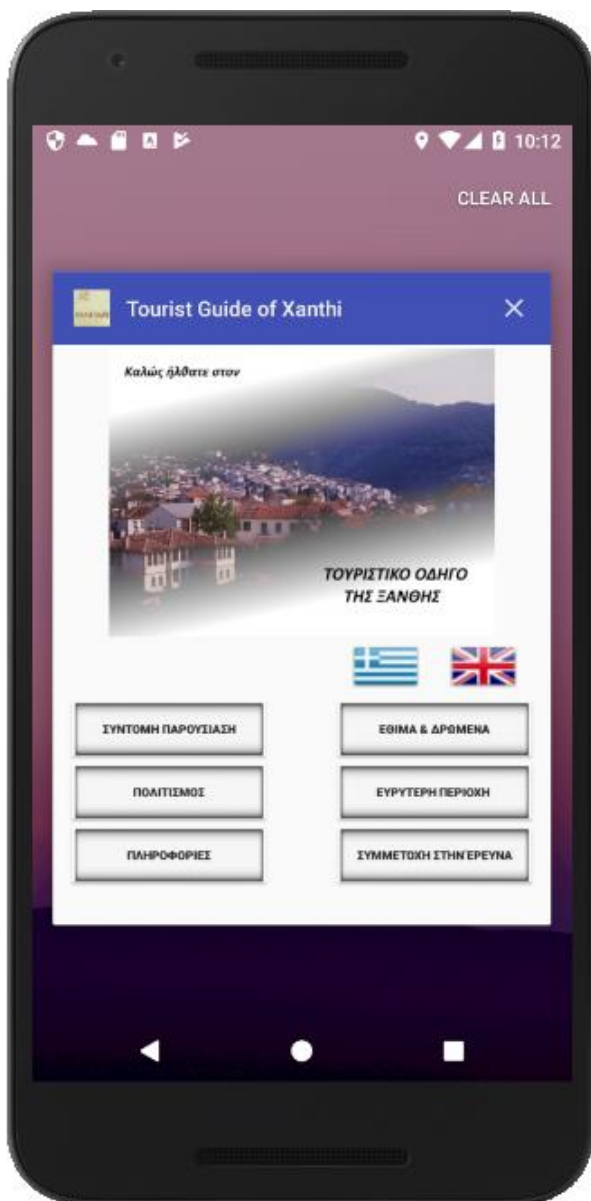 10:12
CLEAR ALL
Tourist Guide of Xanthi
Καλώς ήλθατε στον
ΤΟΥΡΙΣΤΙΚΟ ΟΔΗΓΟ
ΤΗΣ ΞΑΝΘΗΣ
ΣΥΝΤΟΜΗ ΠΑΡΟΥΣΙΑΣΗ
ΕΘΙΜΑ & ΔΡΩΜΕΝΑ
ΠΟΛΙΤΙΣΜΟΣ
ΕΥΡΥΤΕΡΗ ΠΕΡΙΟΧΗ
ΠΛΗΡΟΦΟΡΙΕΣ
ΣΥΜΜΕΤΟΧΗ ΣΤΗΝ ΈΡΕΥΝΑ